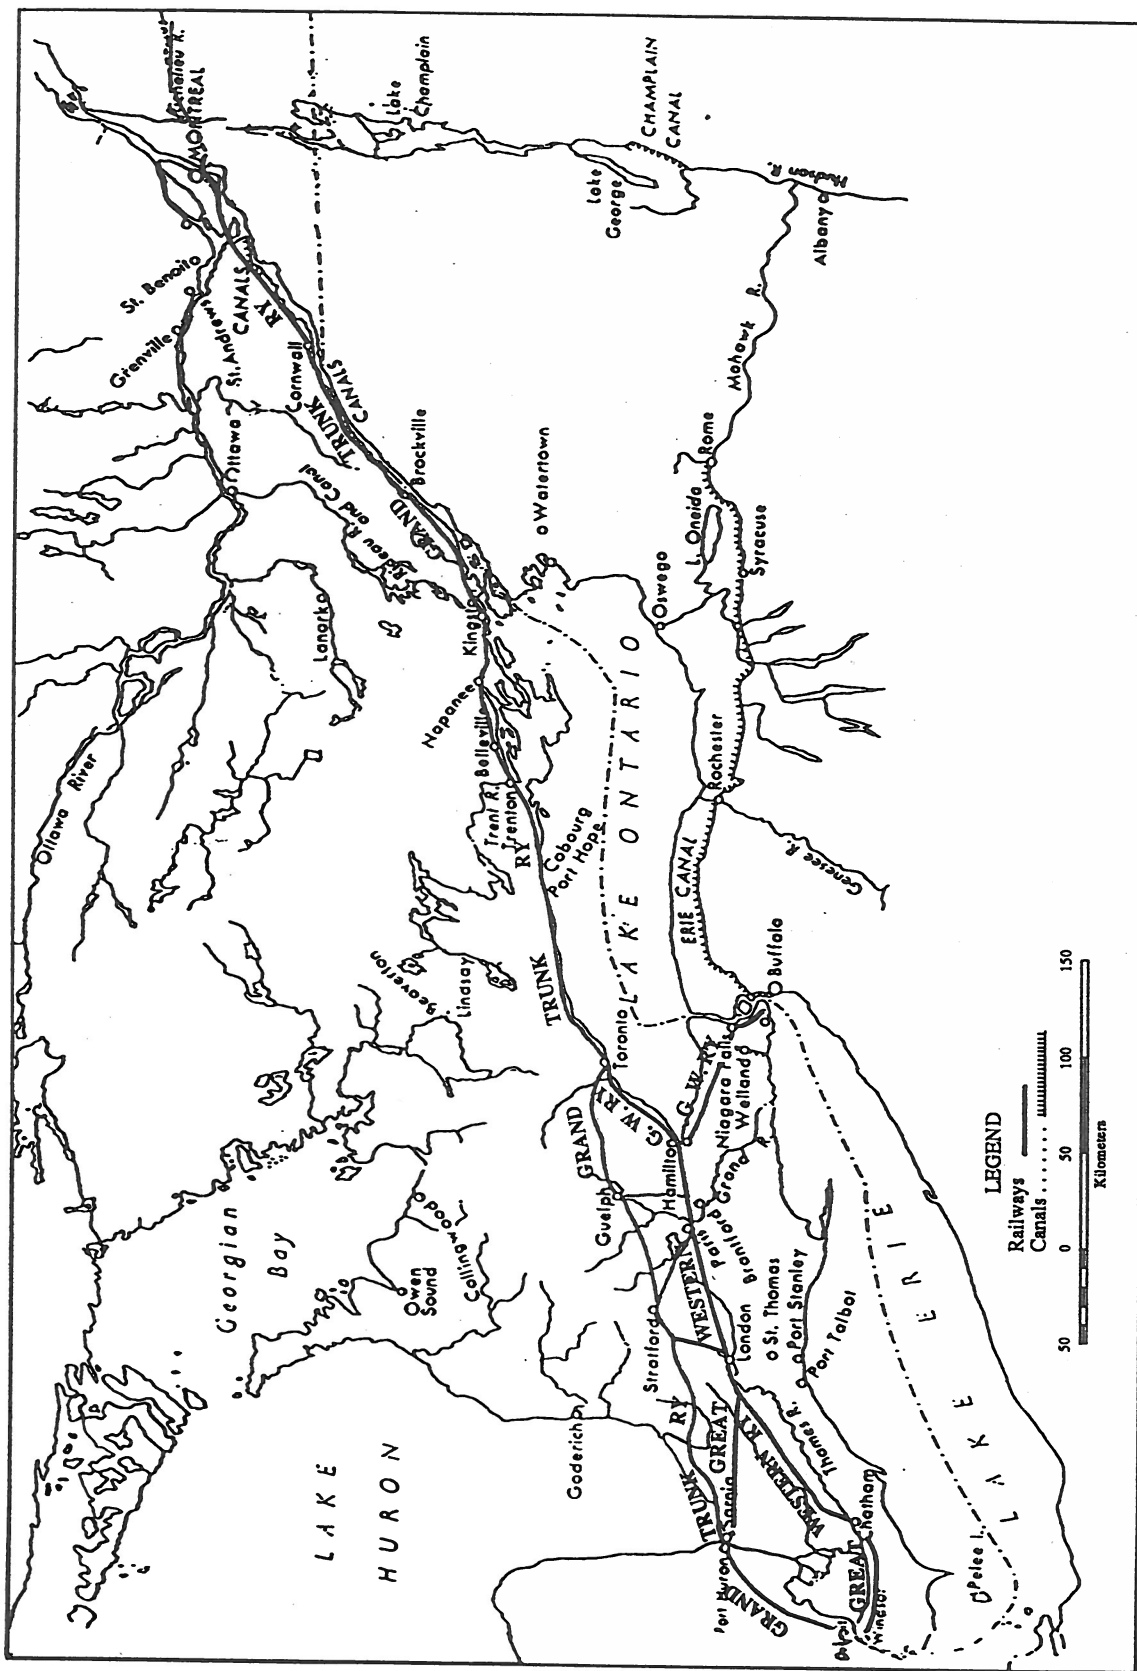 Richelieu R.
MONTREAL
Lake
Champlain
CHAMPLAIN
CANAL
Lake
George
Hudson R.
Albany
Mohawk R.
Rome
L. Oneida
Syracuse
Oswego
Watertown
St. Benoito
St. Andrews
Grenville
CANALS
RY
Ottawa
Cornwall
TRUNK
CANALS
Brockville
GRAND
Rideau R. and Canal
Kingston
Lanark
Napanee
Belleville
Trent R.
Trenton
RY
Cobourg
Port Hope
Ottawa River
LAKE ONTARIO
Rochester
Genesee R.
ERIE CANAL
Buffalo
Beaverton
Lindsay
TRUNK
Toronto
GRAND
G. W. RY
G. W. RY
Niagara Falls
Welland
Hamilton
Guelph
Grand R.
Brantford
Paris
Georgian
Bay
Collingwood
Owen
Sound
Stratford
WESTERN
London
St. Thomas
Port Stanley
Port Talbot
Goderich
RY
GREAT
WESTERN RY
Thames R.
TRUNK
Sarnia
Port Huron
GRAND
Chatham
GREAT
Windsor
Detroit
Pelee I.
LAKE ERIE
LAKE
HURON
LEGEND
Railways
Canals
50 0 50 100 150
Kilometers